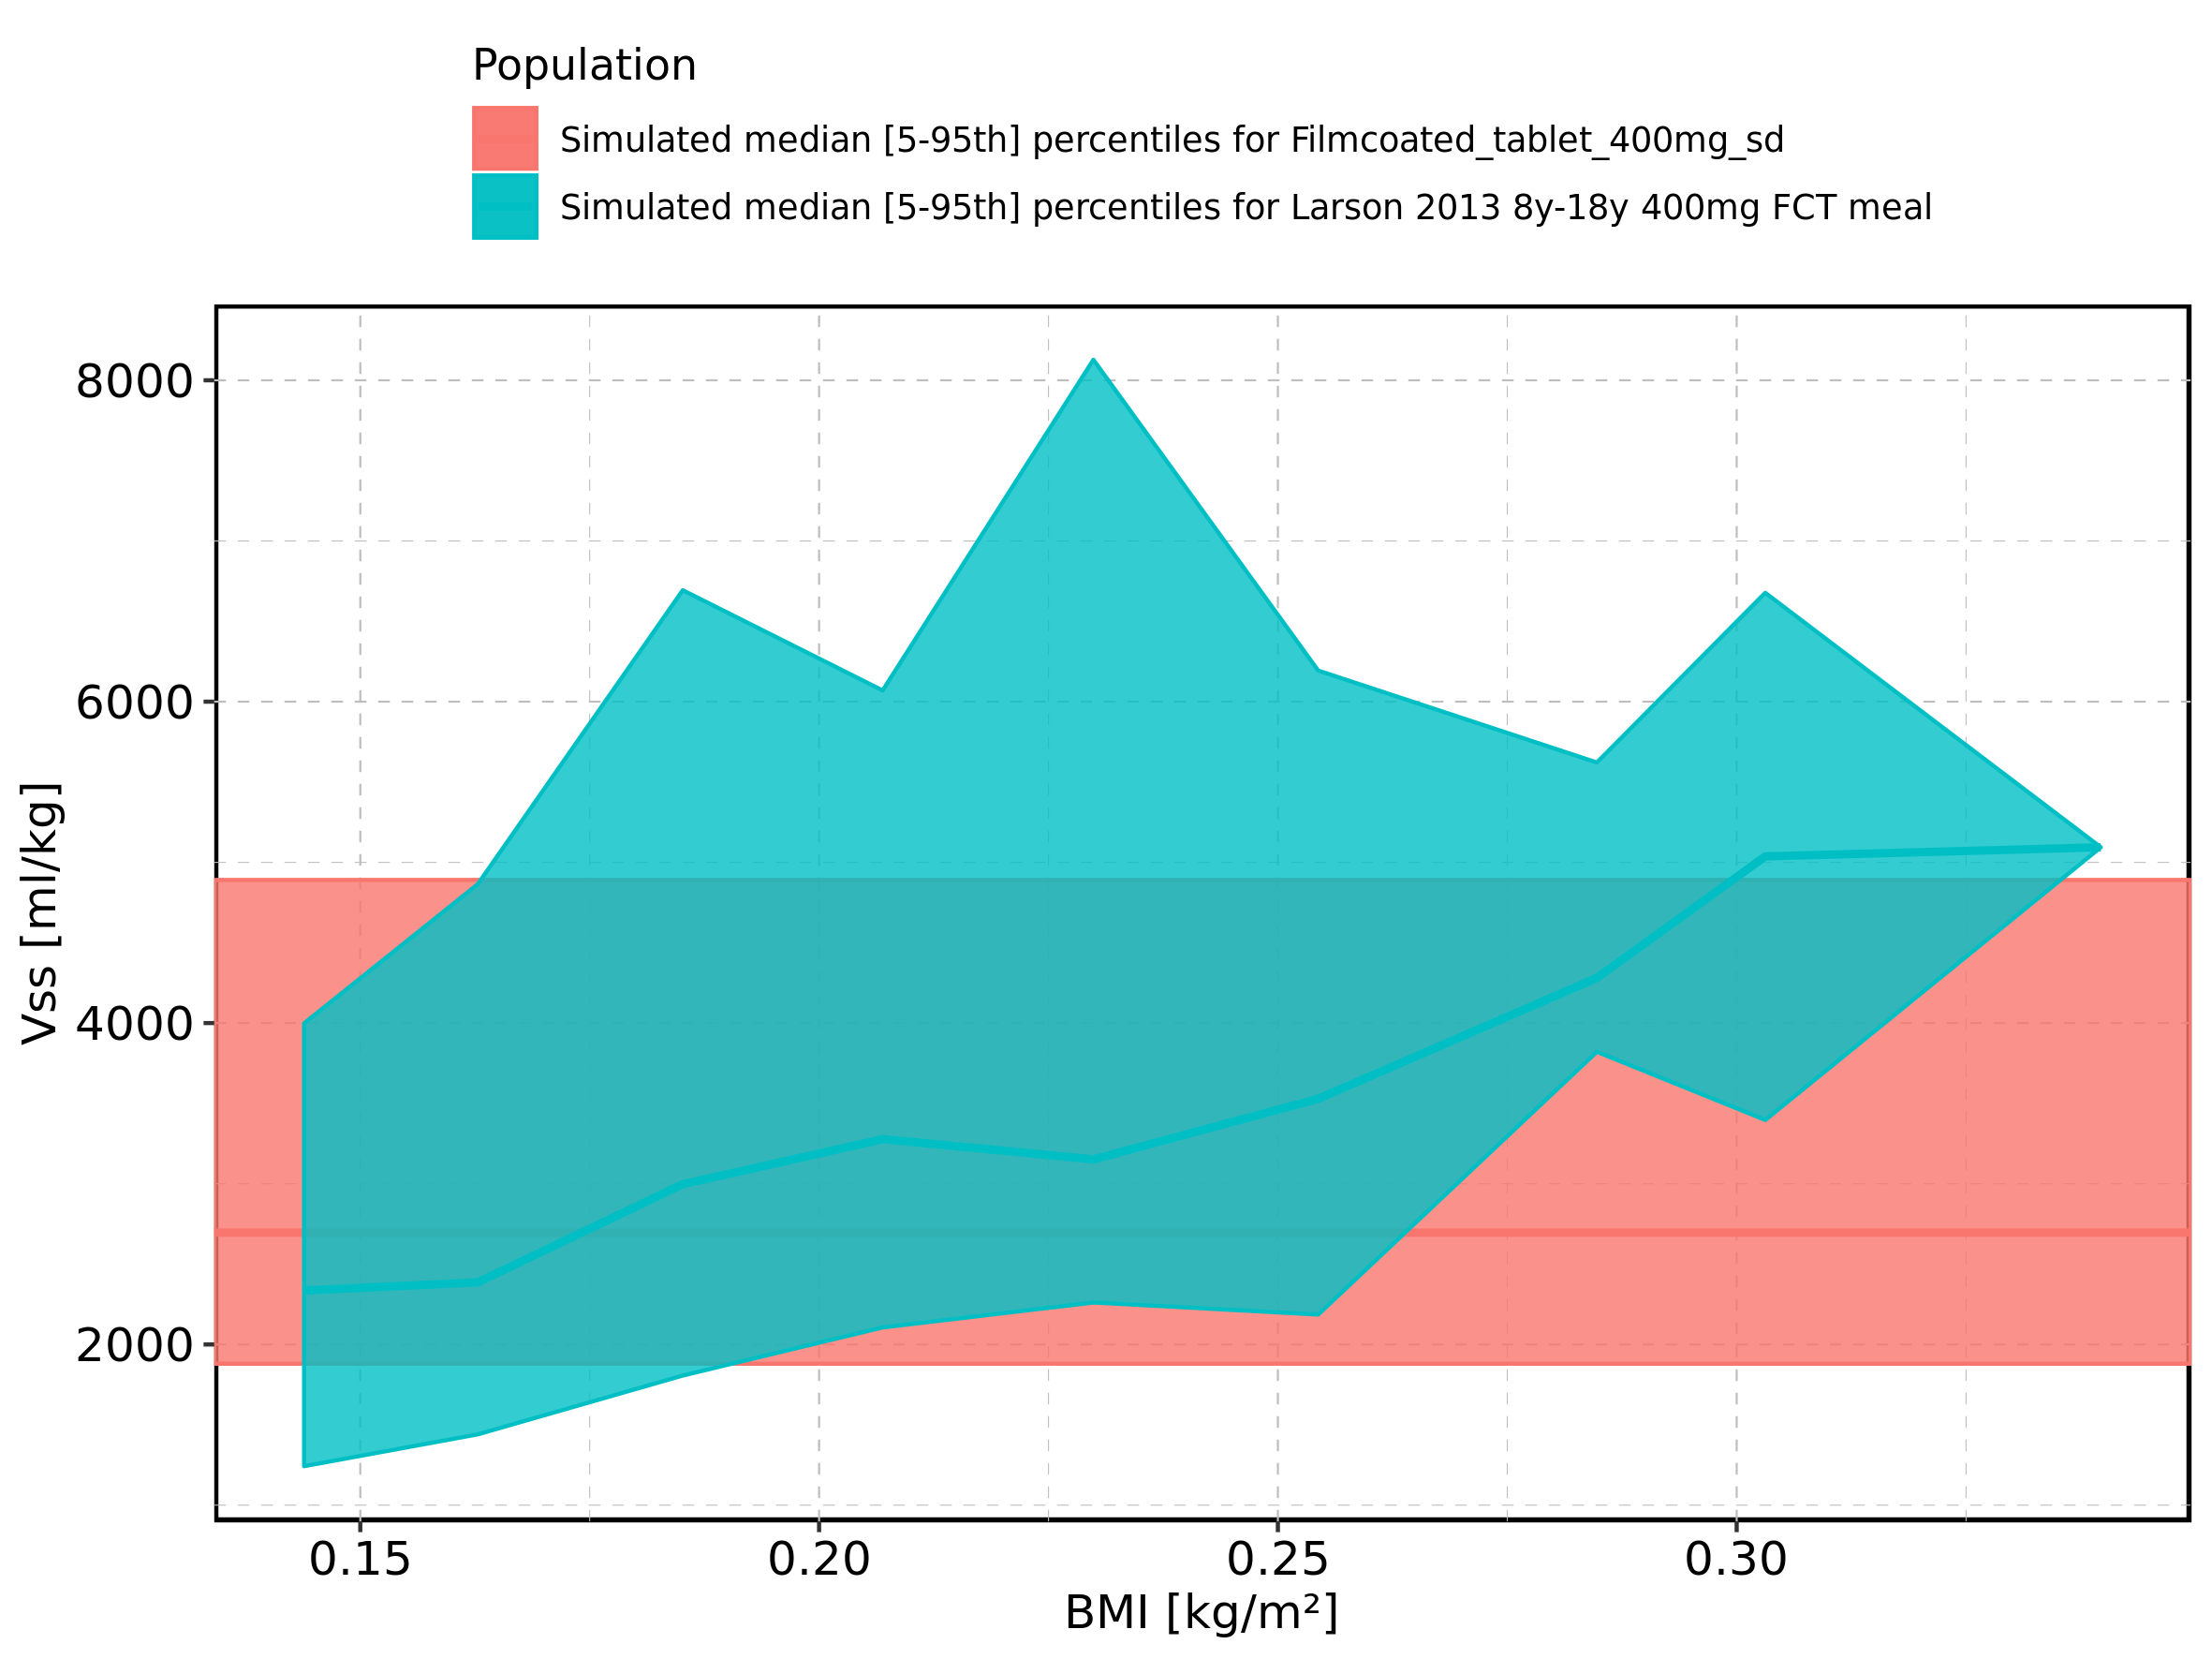 Population
Simulated median [5-95th] percentiles for Filmcoated_tablet_400mg_sd
Simulated median [5-95th] percentiles for Larson 2013 8y-18y 400mg FCT meal
8000
6000
4000
2000
Vss [ml/kg]
0.15 0.20 0.25 0.30
BMI [kg/m²]